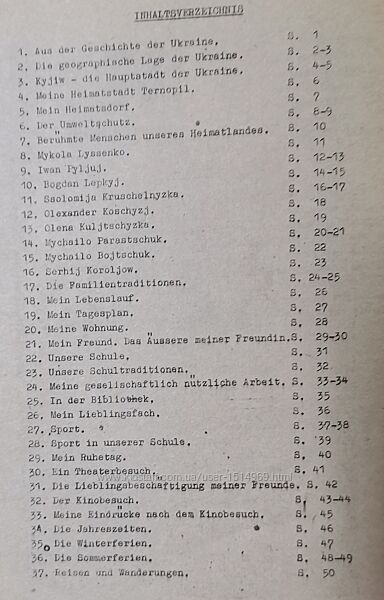 INHALTSVERZEICHNIS
1. Aus der Geschichte der Ukraine. S. 1
2. Die geographische Lage der Ukraine. S. 2-3
3. Kyjiw - die Hauptstadt der Ukraine. S. 4-5
4. Meine Heimatstadt Ternopil. S. 6
5. Mein Heimatsdorf. S. 7
6. Der Umweltschutz. S. 8-9
7. Berühmte Menschen unseres Heimatlandes. S. 10
8. Mykola Lyssenko. S. 11
9. Iwan Pyljuj. S. 12-13
10. Bogdan Lepkyj. S. 14-15
11. Ssolomija Kruschelnyzka. S. 16-17
12. Olexander Koschyzj. S. 18
13. Olena Kuljtschyzka. S. 19
14. Mychailo Parastschuk. S. 20-21
15. Mychailo Bojtschuk. S. 22
16. Serhij Koroljow. S. 23
17. Die Familientraditionen. S. 24-25
18. Mein Lebenslauf. S. 26
19. Mein Tagesplan. S. 27
20. Meine Wohnung. S. 28
21. Mein Freund. Das Äussere meiner Freundin. S. 29-30
22. Unsere Schule. S. 31
23. Unsere Schultraditionen. S. 32
24. Meine gesellschaftlich nützliche Arbeit. S. 33-34
25. In der Bibliothek. S. 35
26. Mein Lieblingsfach. S. 36
27. Sport. S. 37-38
28. Sport in unserer Schule. S. 39
29. Mein Ruhetag. S. 40
30. Ein Theaterbesuch. S. 41
31. Die Lieblingsbeschäftigung meiner Freunde. S. 42
32. Der Kinobesuch. S. 43-44
33. Meine Eindrücke nach dem Kinobesuch. S. 45
34. Die Jahreszeiten. S. 46
35. Die Winterferien. S. 47
36. Die Sommerferien. S. 48-49
37. Reisen und Wanderungen. S. 50
© kidstaff.com.ua/user-1514969.html